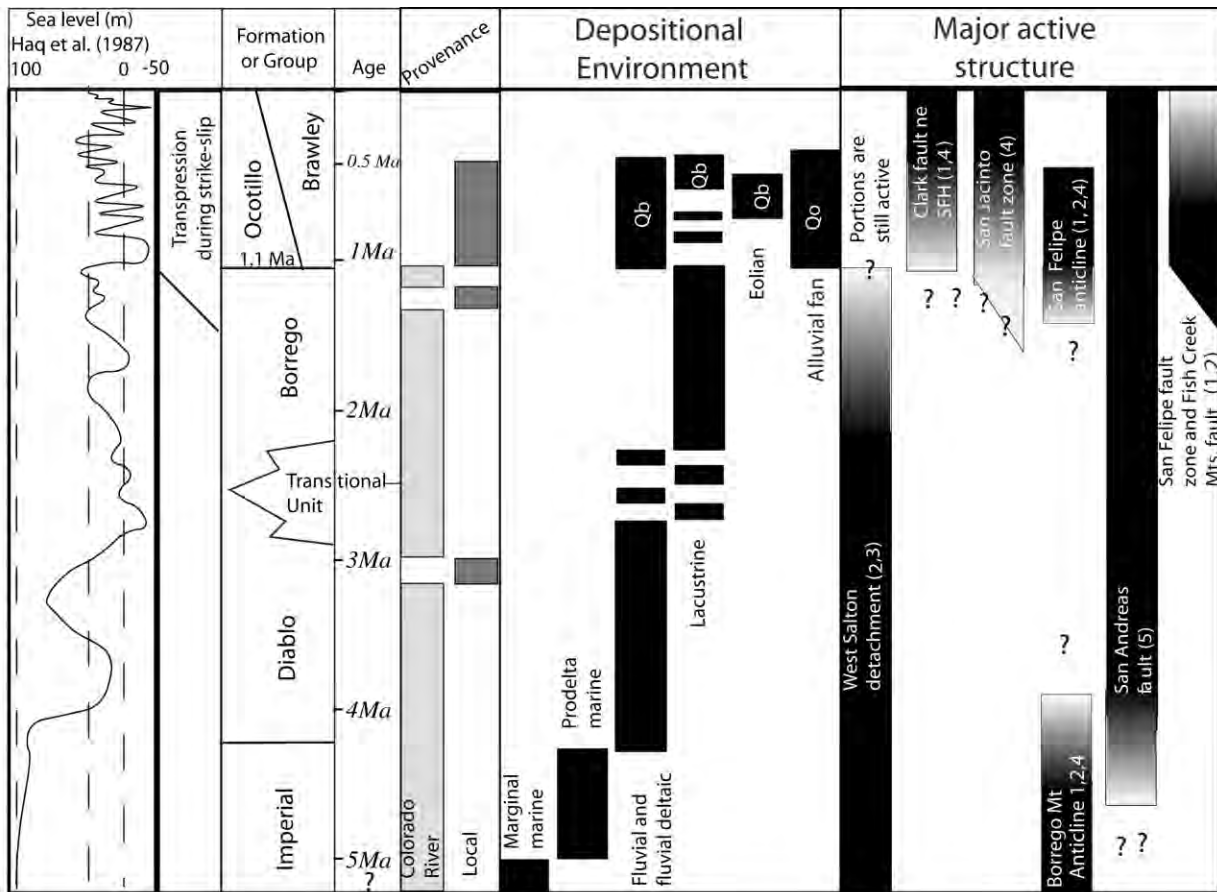 Sea level (m)
Haq et al. (1987)
100 0 -50
Formation
or Group
Age
Provenance
Depositional
Environment
Major active
structure
Transpression
during strike-slip
Ocotillo
Brawley
1.1 Ma
Borrego
Transitional
Unit
Diablo
Imperial
0.5 Ma
1Ma
2Ma
3Ma
4Ma
5Ma
?
Colorado
River
Local
Marginal
marine
Prodelta
marine
Fluvial and
fluvial deltaic
Qb
Lacustrine
Qb
Eolian
Qb
Alluvial fan
Qo
Portions are
still active
?
West Salton
detachment (2,3)
Clark fault ne
SFH (1,4)
? ?
San Jacinto
fault zone (4)
? ?
San Felipe
anticline (1, 2,4)
?
?
Borrego Mt
Anticline 1,2,4
San Andreas
fault (5)
? ?
San Felipe fault
zone and Fish Creek
Mts. fault (1,2)